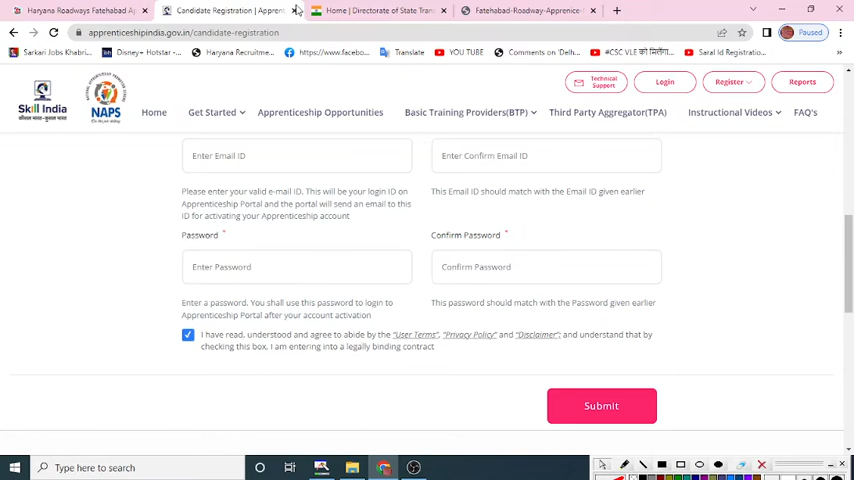 Haryana Roadways Fatehabad Ap
Candidate Registration | Apprent
Home | Directorate of State Tran
Fatehabad-Roadway-Apprenice-
apprenticeshipindia.gov.in/candidate-registration
Paused
Sarkari Jobs Khabri...
Disney+ Hotstar - ...
Haryana Recruitme...
https://www.facebo...
Translate
YOU TUBE
Comments on 'Delh...
#CSC VLE को मिलेंगा...
Saral Id Registratio...
Technical Support
Login
Register
Reports
Skill India
कौशल भारत-कुशल भारत
NAPS
Home
Get Started
Apprenticeship Opportunities
Basic Training Providers(BTP)
Third Party Aggregator(TPA)
Instructional Videos
FAQ's
Enter Email ID
Enter Confirm Email ID
Please enter your valid e-mail ID. This will be your login ID on
Apprenticeship Portal and the portal will send an email to this
ID for activating your Apprenticeship account
This Email ID should match with the Email ID given earlier
Password *
Confirm Password *
Enter Password
Confirm Password
Enter a password. You shall use this password to login to
Apprenticeship Portal after your account activation
This password should match with the Password given earlier
I have read, understood and agree to abide by the "User Terms", "Privacy Policy" and "Disclaimer"; and understand that by
checking this box, I am entering into a legally binding contract
Submit
Type here to search